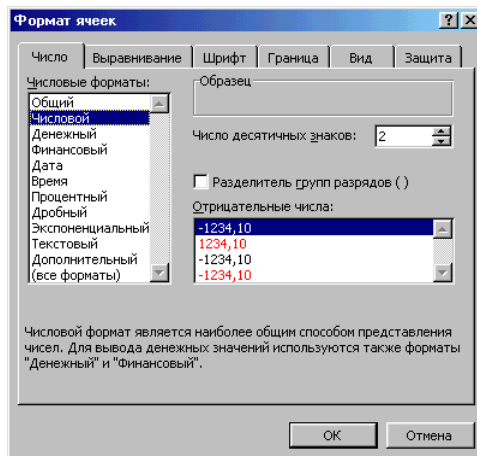 Формат ячеек
Число
Выравнивание
Шрифт
Граница
Вид
Защита
Числовые форматы:
Общий
Числовой
Денежный
Финансовый
Дата
Время
Процентный
Дробный
Экспоненциальный
Текстовый
Дополнительный
(все форматы)
Образец
Число десятичных знаков: 2
Разделитель групп разрядов ( )
Отрицательные числа:
-1234,10
1234,10
-1234,10
-1234,10
Числовой формат является наиболее общим способом представления
чисел. Для вывода денежных значений используются также форматы
"Денежный" и "Финансовый".
ОК
Отмена